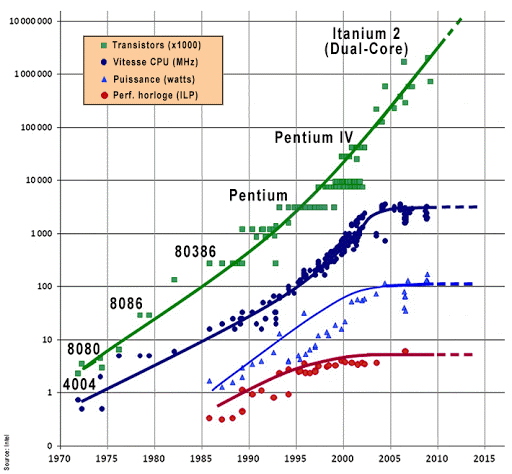 10 000 000
1 000 000
100 000
10 000
1 000
100
10
1
0
1970
1975
1980
1985
1990
1995
2000
2005
2010
2015
Transistors (x1000)
Vitesse CPU (MHz)
Puissance (watts)
Perf. horloge (ILP)
Itanium 2
(Dual-Core)
Pentium IV
Pentium
80386
8086
8080
4004
Source: Intel